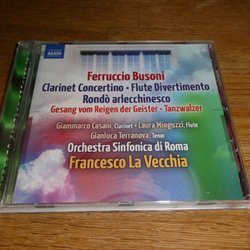 NAXOS
Ferruccio Busoni
Clarinet Concertino • Flute Divertimento
Rondò arlecchinesco
Gesang vom Reigen der Geister • Tanzwalzer
Giammarco Casani, Clarinet • Laura Minguzzi, Flute
Gianluca Terranova, Tenor
Orchestra Sinfonica di Roma
Francesco La Vecchia